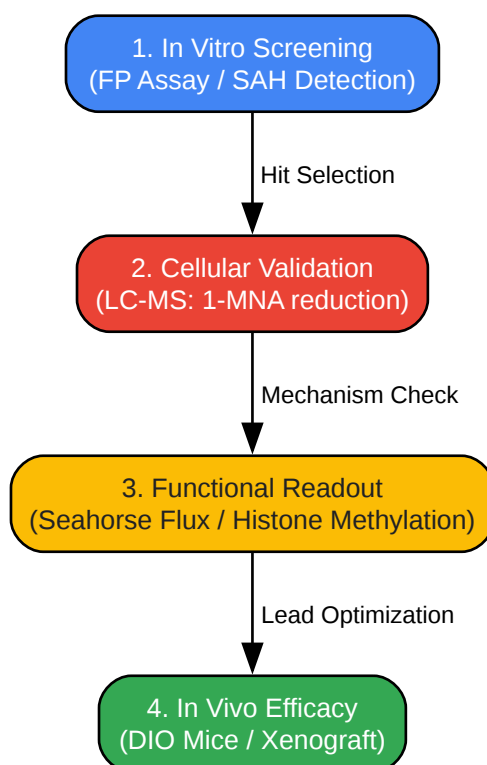 1. In Vitro Screening
(FP Assay / SAH Detection)
Hit Selection
2. Cellular Validation
(LC-MS: 1-MNA reduction)
Mechanism Check
3. Functional Readout
(Seahorse Flux / Histone Methylation)
Lead Optimization
4. In Vivo Efficacy
(DIO Mice / Xenograft)